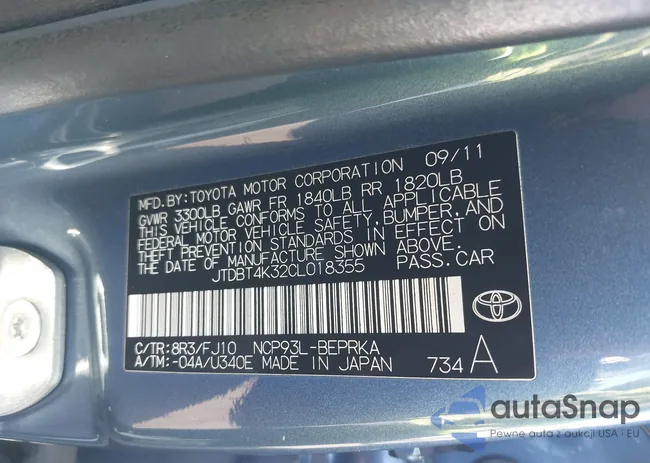 MFD.BY:TOYOTA MOTOR CORPORATION 09/11
GVWR 3300LB GAWR FR 1840LB RR 1820LB
THIS VEHICLE CONFORMS TO ALL APPLICABLE
FEDERAL MOTOR VEHICLE SAFETY,BUMPER,AND
THEFT PREVENTION STANDARDS IN EFFECT ON
THE DATE OF MANUFACTURE SHOWN ABOVE.
JTDBT4K32CL018355 PASS.CAR
C/TR:8R3/FJ10 NCP93L-BEPRKA
A/TM:-04A/U340E MADE IN JAPAN 734A
autaSnap
Pewne auta z aukcji USA · EU